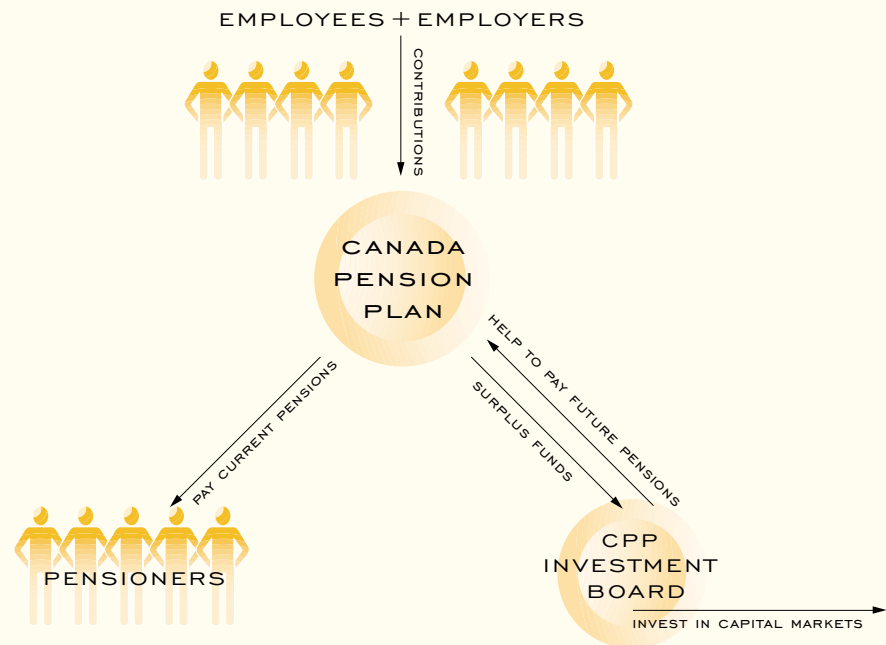 EMPLOYEES + EMPLOYERS
CONTRIBUTIONS
CANADA
PENSION
PLAN
PAY CURRENT PENSIONS
HELP TO PAY FUTURE PENSIONS
SURPLUS FUNDS
PENSIONERS
CPP
INVESTMENT
BOARD
INVEST IN CAPITAL MARKETS